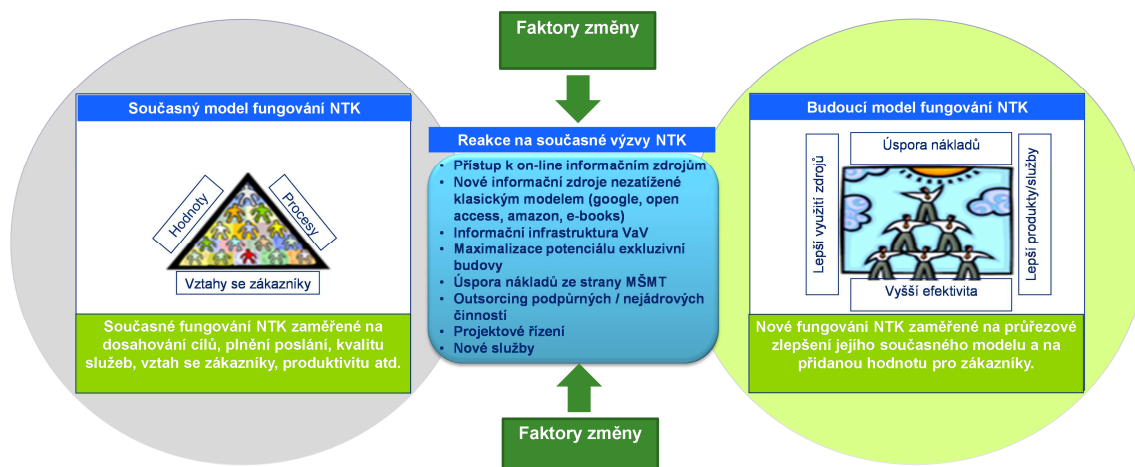 Faktory změny
Současný model fungování NTK
Hodnoty
Procesy
Vztahy se zákazníky
Současné fungování NTK zaměřené na
dosahování cílů, plnění poslání, kvalitu
služeb, vztah se zákazníky, produktivitu atd.
Reakce na současné výzvy NTK
• Přístup k on-line informačním zdrojům
• Nové informační zdroje nezatížené
klasickým modelem (google, open
access, amazon, e-books)
• Informační infrastruktura VaV
• Maximalizace potenciálu exkluzivní
budovy
• Úspora nákladů ze strany MŠMT
• Outsorcing podpůrných / nejádrových
činností
• Projektové řízení
• Nové služby
Budoucí model fungování NTK
Úspora nákladů
Lepší využití zdrojů
Lepší produkty/služby
Vyšší efektivita
Nové fungování NTK zaměřené na průřezové
zlepšení jejího současného modelu a na
přidanou hodnotu pro zákazníky.
Faktory změny